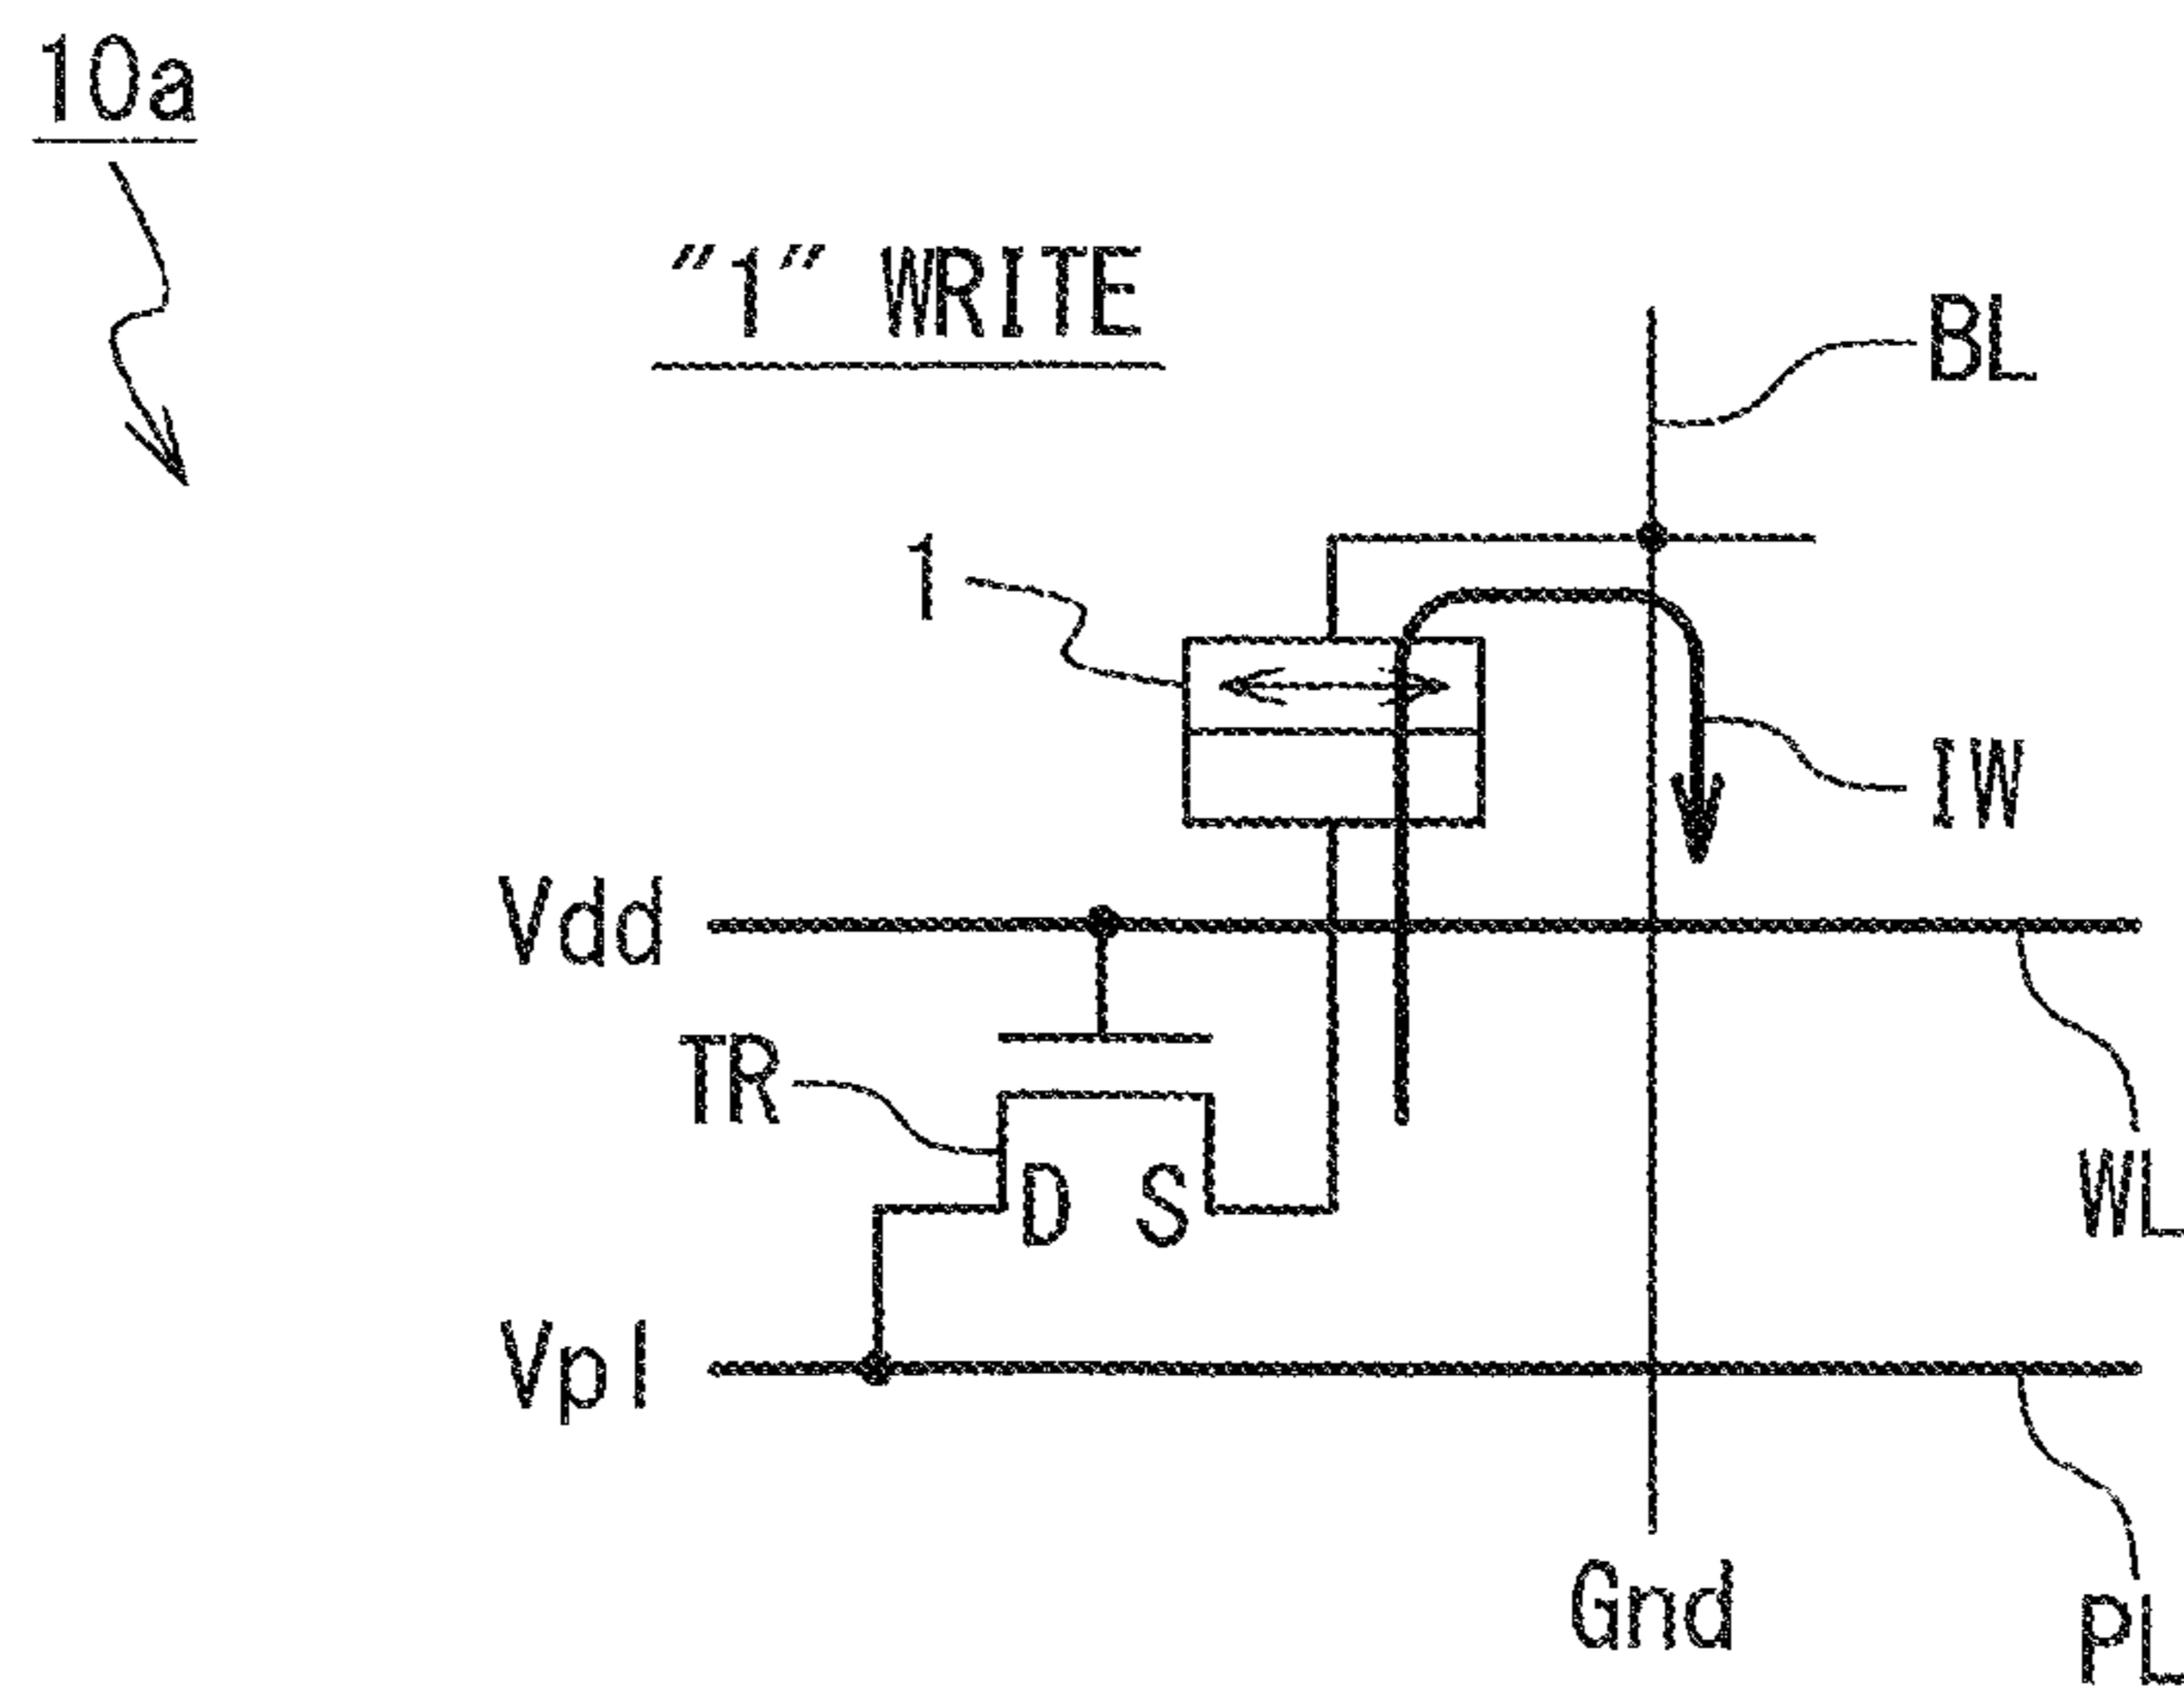 10a
"1" WRITE
BL
1
IW
Vdd
TR
D S
WL
Vpl
Gnd
PL